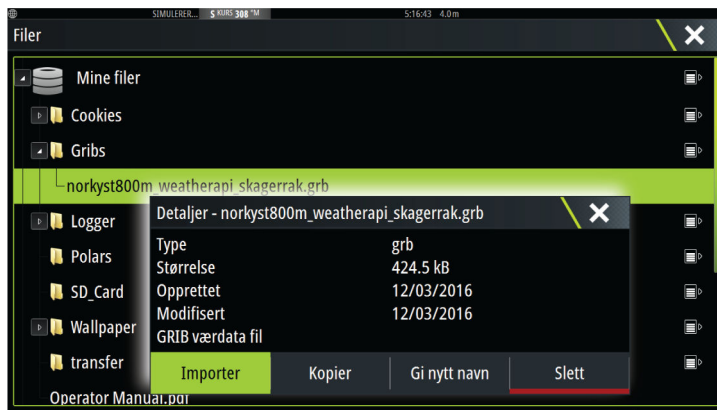 SIMULERER... S KURS 308 °M 5:16:43 4.0 m
Filer
Mine filer
Cookies
Gribs
norkyst800m_weatherapi_skagerrak.grb
Logger
Polars
SD_Card
Wallpaper
transfer
Operator Manual.pdf
Detaljer - norkyst800m_weatherapi_skagerrak.grb
Type grb
Størrelse 424.5 kB
Opprettet 12/03/2016
Modifisert 12/03/2016
GRIB værdata fil
Importer Kopier Gi nytt navn Slett